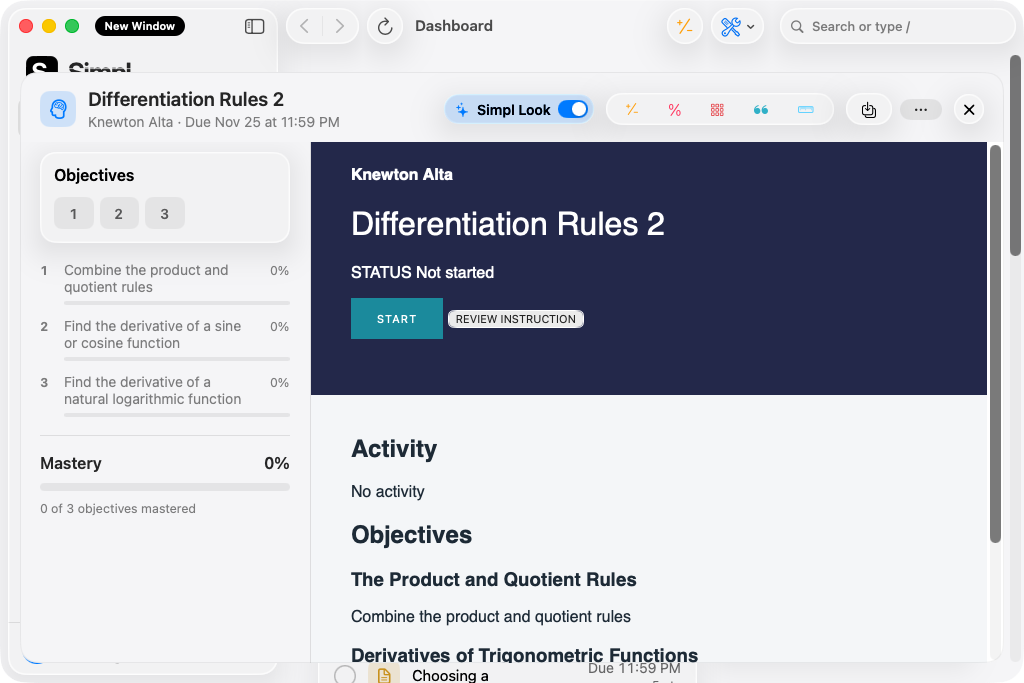 New Window
Dashboard
Search or type /
Simpl
Differentiation Rules 2
Knewton Alta · Due Nov 25 at 11:59 PM
Simpl Look
Objectives
1 2 3
1 Combine the product and quotient rules 0%
2 Find the derivative of a sine or cosine function 0%
3 Find the derivative of a natural logarithmic function 0%
Mastery 0%
0 of 3 objectives mastered
Knewton Alta
Differentiation Rules 2
STATUS Not started
START
REVIEW INSTRUCTION
Activity
No activity
Objectives
The Product and Quotient Rules
Combine the product and quotient rules
Derivatives of Trigonometric Functions
Choosing a
Due 11:59 PM